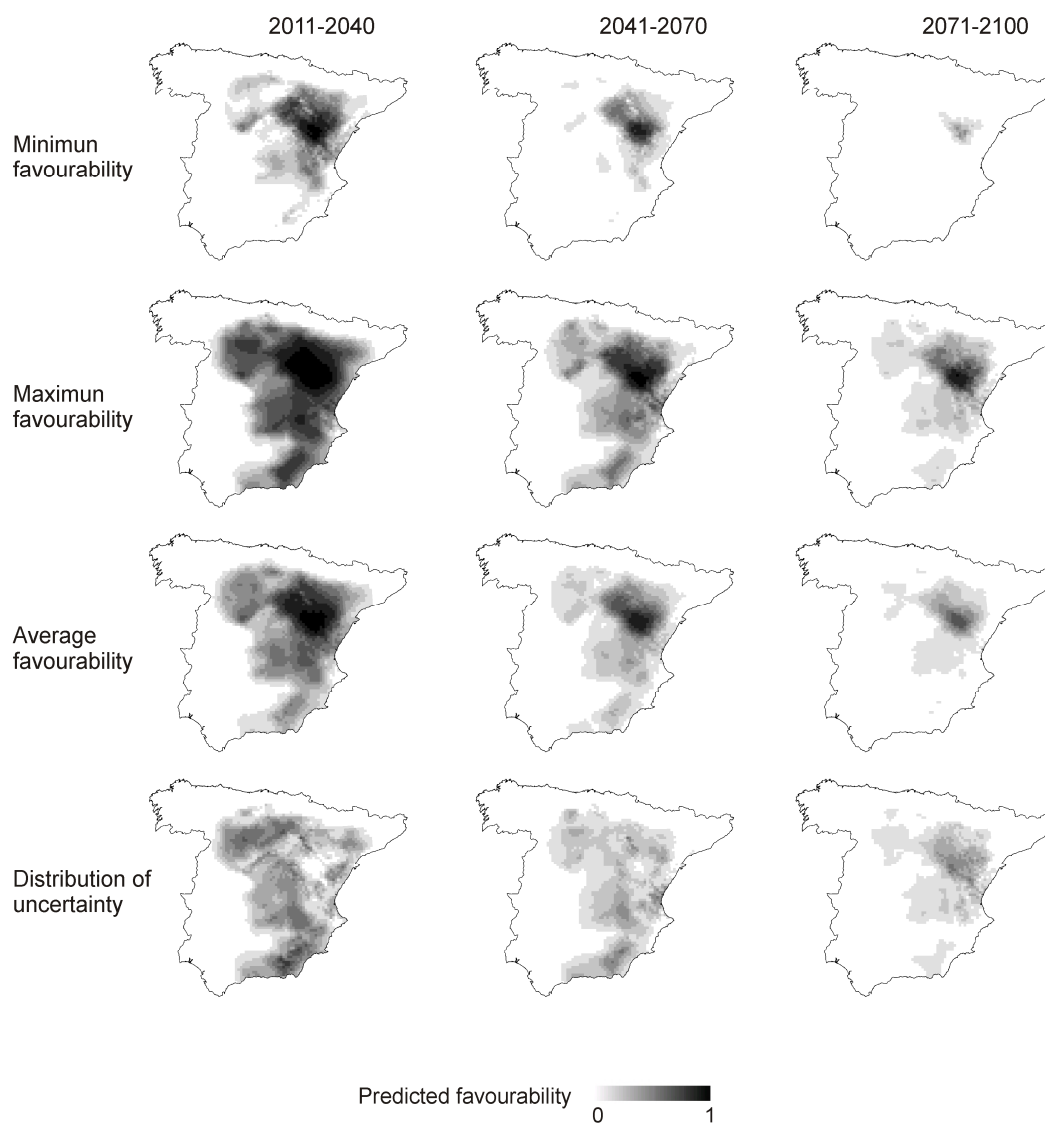 2011-2040
2041-2070
2071-2100
Minimun
favourability
Maximun
favourability
Average
favourability
Distribution of
uncertainty
Predicted favourability
0
1